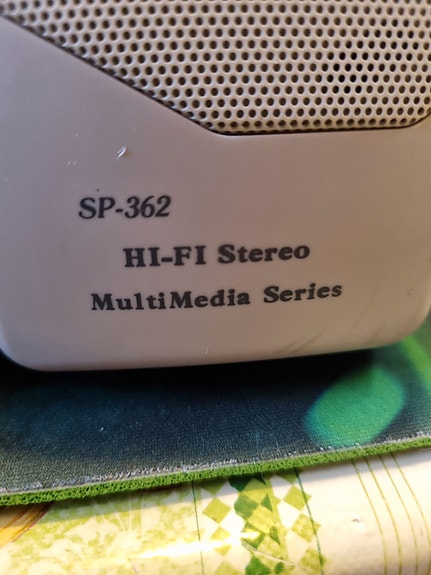 SP-362
HI-FI Stereo
MultiMedia Series